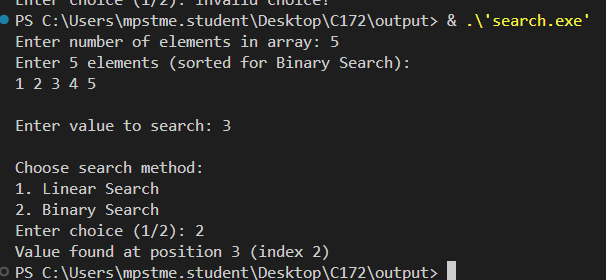 Enter choice (1/2): Invalid choice!
PS C:\Users\mpstme.student\Desktop\C172\output> & .\'search.exe'
Enter number of elements in array: 5
Enter 5 elements (sorted for Binary Search):
1 2 3 4 5
Enter value to search: 3
Choose search method:
1. Linear Search
2. Binary Search
Enter choice (1/2): 2
Value found at position 3 (index 2)
PS C:\Users\mpstme.student\Desktop\C172\output>